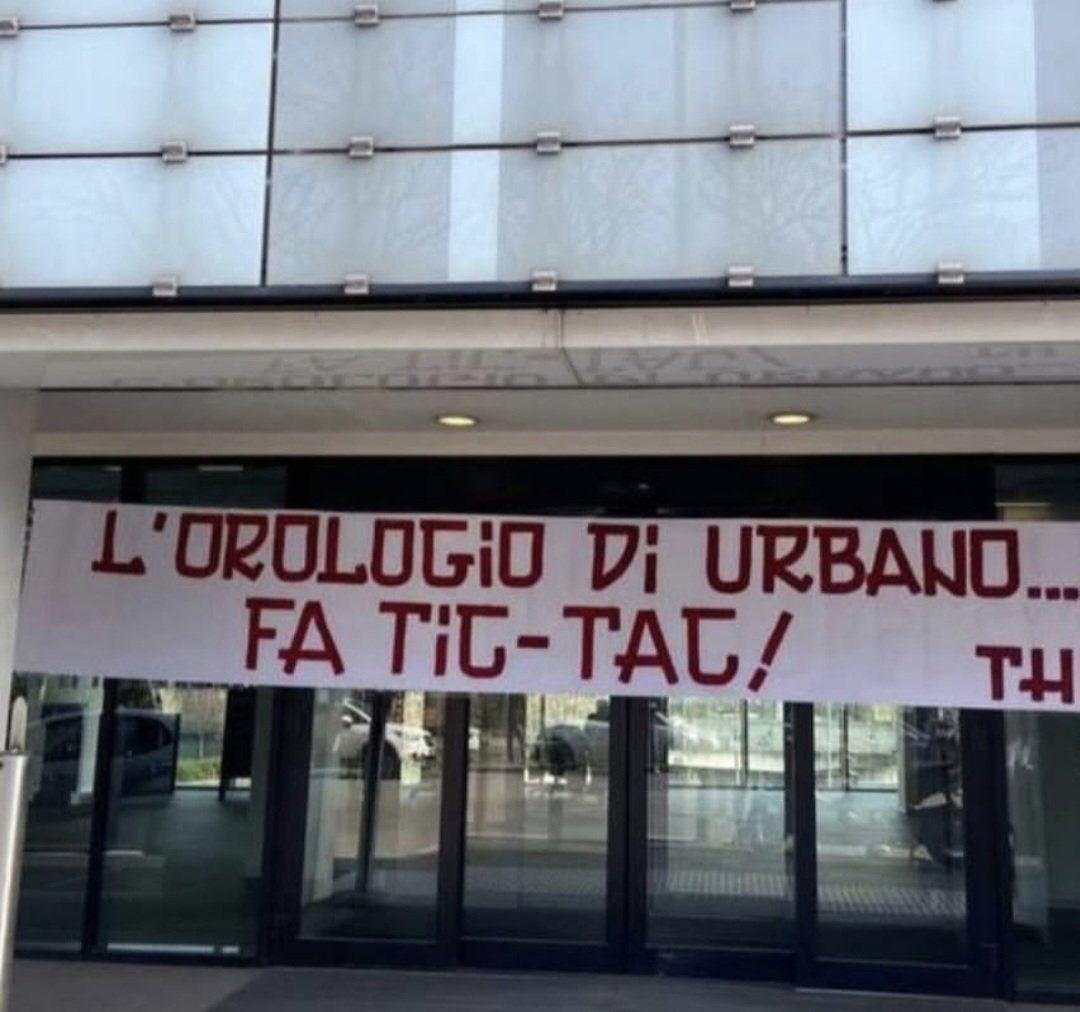 L'OROLOGIO DI URBANO...
FA TIC-TAC!
TH